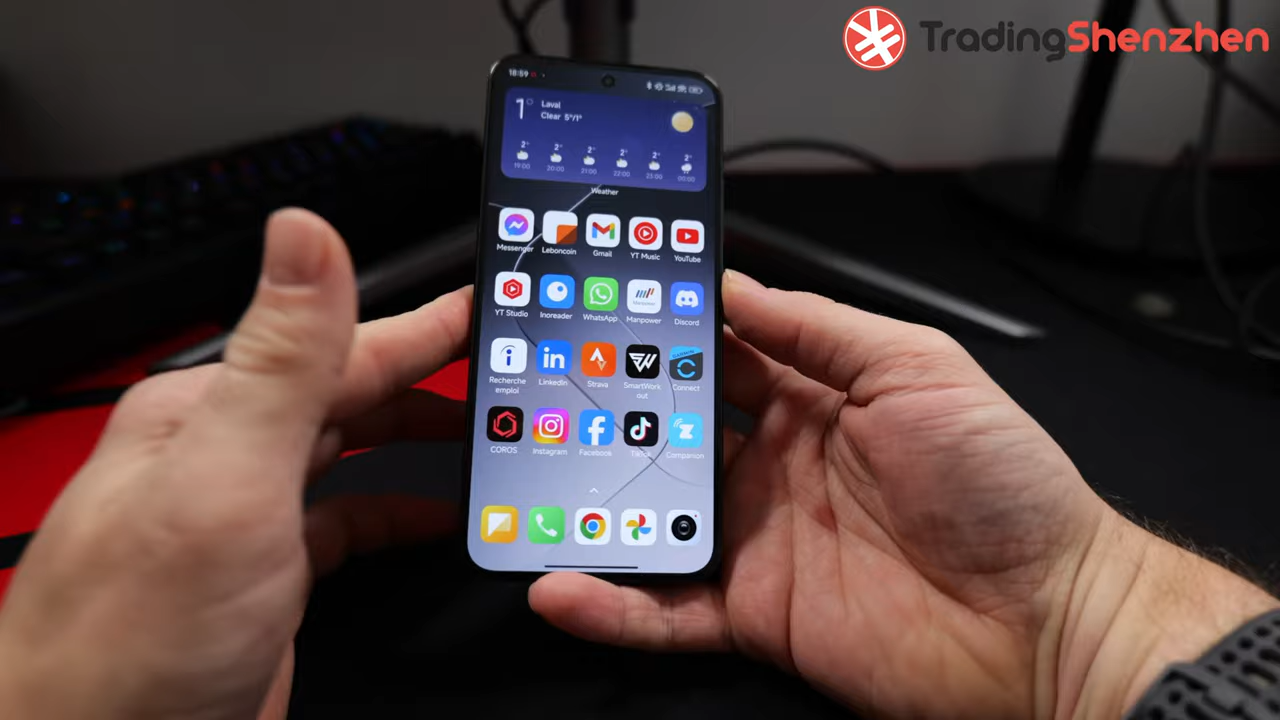 TradingShenzhen
18:59
1° Laval
Clear 5°/1°
2° 2° 2° 2° 2° 2°
19:00 20:00 21:00 22:00 23:00 00:00
Weather
Messenger Leboncoin Gmail YT Music YouTube
YT Studio Inoreader WhatsApp Manpower Discord
Manpower
GARMIN
Recherche emploi LinkedIn Strava SmartWork out Connect
COROS Instagram Facebook TikTok Companion